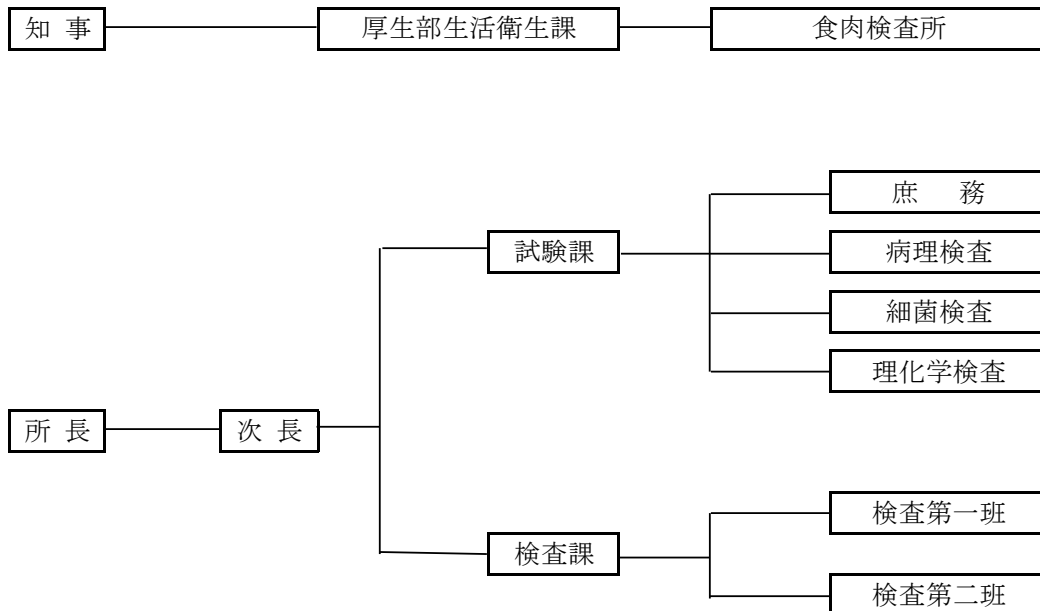 知 事 厚生部生活衛生課 食肉検査所
庶 務
試験課 病理検査
細菌検査
理化学検査
所 長 次 長
検査第一班
検査課
検査第二班